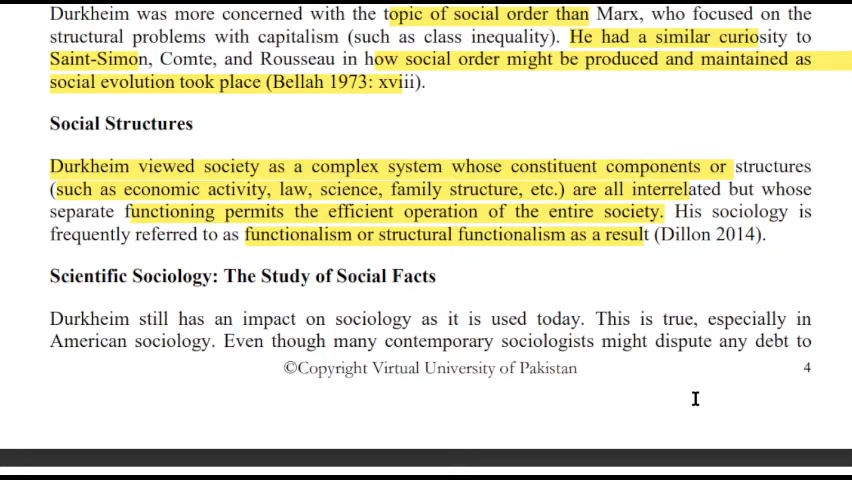 Durkheim was more concerned with the topic of social order than Marx, who focused on the
structural problems with capitalism (such as class inequality). He had a similar curiosity to
Saint-Simon, Comte, and Rousseau in how social order might be produced and maintained as
social evolution took place (Bellah 1973: xviii).
Social Structures
Durkheim viewed society as a complex system whose constituent components or structures
(such as economic activity, law, science, family structure, etc.) are all interrelated but whose
separate functioning permits the efficient operation of the entire society. His sociology is
frequently referred to as functionalism or structural functionalism as a result (Dillon 2014).
Scientific Sociology: The Study of Social Facts
Durkheim still has an impact on sociology as it is used today. This is true, especially in
American sociology. Even though many contemporary sociologists might dispute any debt to
©Copyright Virtual University of Pakistan 4